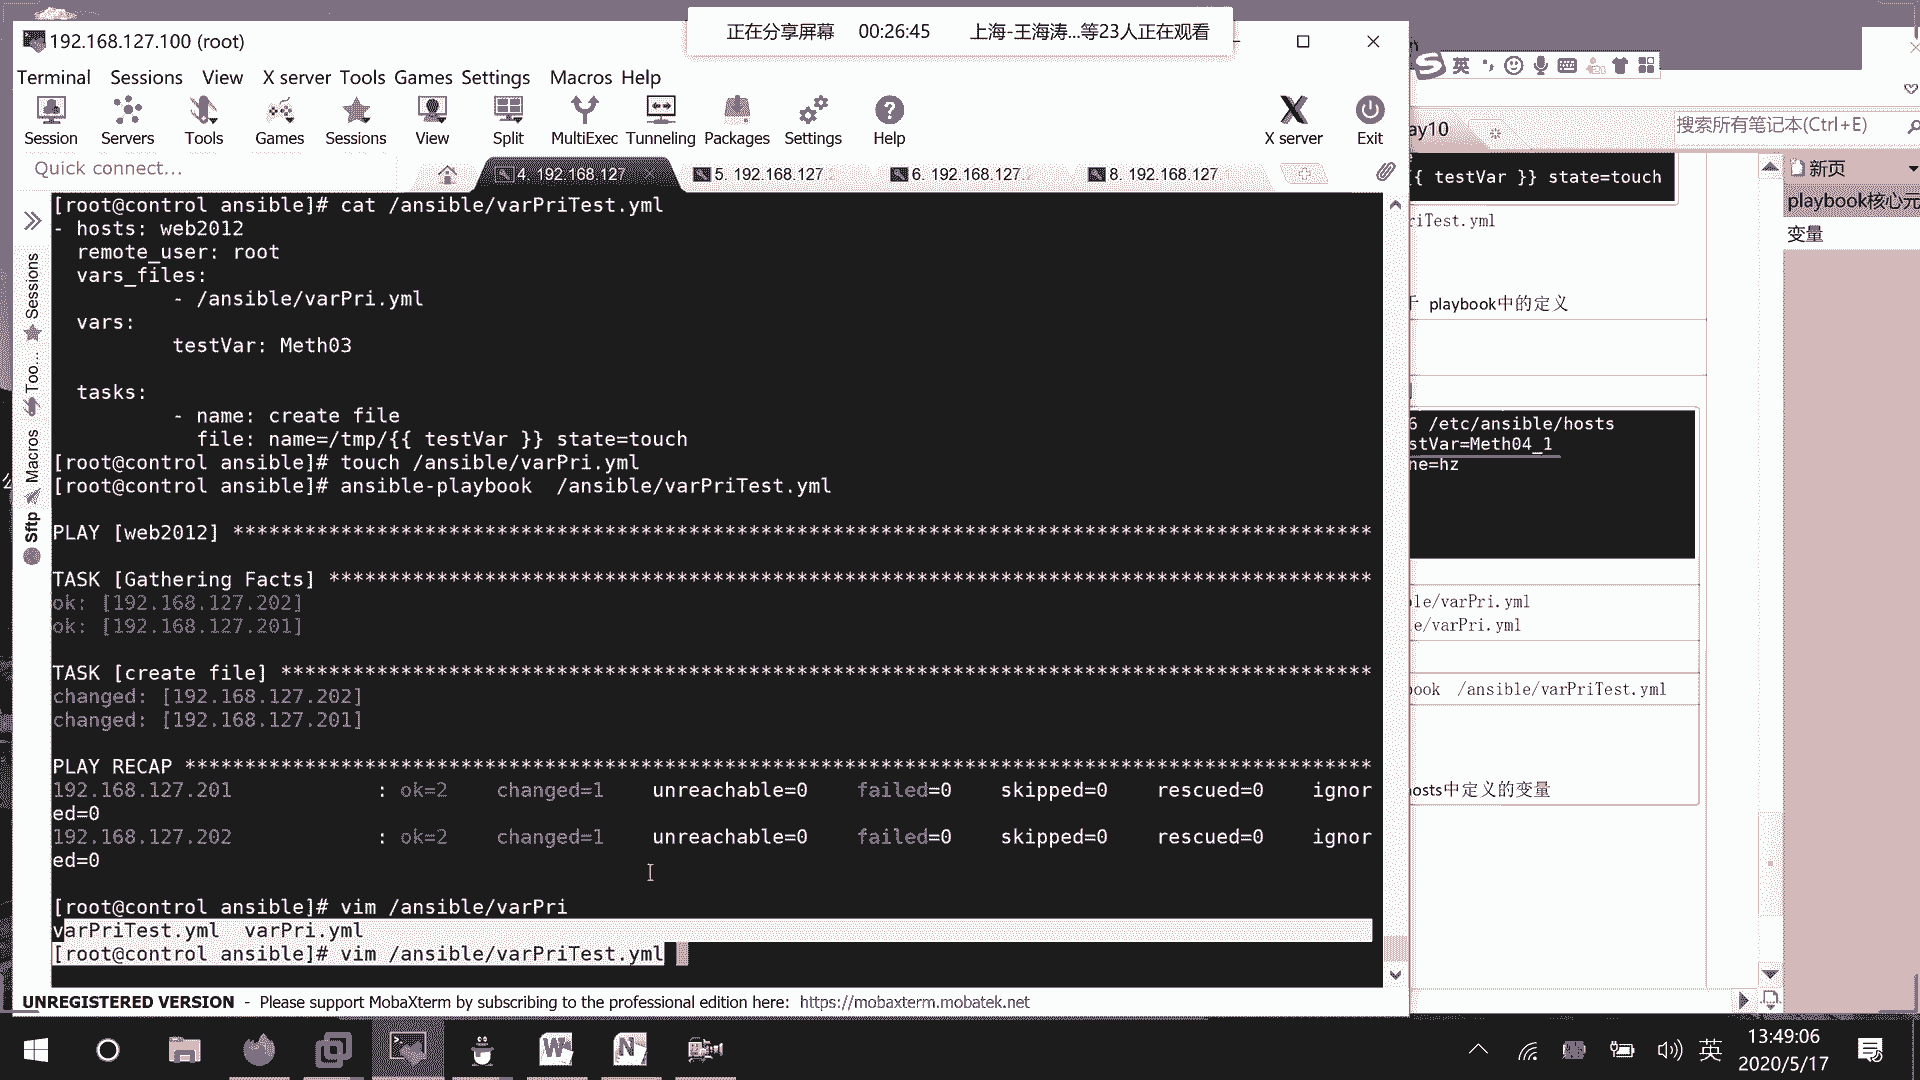 正在分享屏幕 00:26:45 上海-王海涛...等23人正在观看
192.168.127.100 (root)
Terminal Sessions View X server Tools Games Settings Macros Help
英
Session Servers Tools Games Sessions View Split MultiExec Tunneling Packages Settings Help X server Exit
ay10
搜索所有笔记本(Ctrl+E)
Quick connect...
4. 192.168.127
5. 192.168.127.
6. 192.168.127.
8. 192.168.127.
Sessions
Too...
Macros
Sftp
[root@control ansible]# cat /ansible/varPriTest.yml
- hosts: web2012
remote_user: root
vars_files:
- /ansible/varPri.yml
vars:
testVar: Meth03
tasks:
- name: create file
file: name=/tmp/{{ testVar }} state=touch
[root@control ansible]# touch /ansible/varPri.yml
[root@control ansible]# ansible-playbook  /ansible/varPriTest.yml
PLAY [web2012] ***********************************************************************************************
TASK [Gathering Facts] ***************************************************************************************
ok: [192.168.127.202]
ok: [192.168.127.201]
TASK [create file] *******************************************************************************************
changed: [192.168.127.202]
changed: [192.168.127.201]
PLAY RECAP ***************************************************************************************************
192.168.127.201 : ok=2 changed=1 unreachable=0 failed=0 skipped=0 rescued=0 ignor
ed=0
192.168.127.202 : ok=2 changed=1 unreachable=0 failed=0 skipped=0 rescued=0 ignor
ed=0
[root@control ansible]# vim /ansible/varPri
varPriTest.yml  varPri.yml
[root@control ansible]# vim /ansible/varPriTest.yml
UNREGISTERED VERSION - Please support MobaXterm by subscribing to the professional edition here: https://mobaxterm.mobatek.net
{ testVar }} state=touch
riTest.yml
playbook中的定义
6 /etc/ansible/hosts
stVar=Meth04_1
ne=hz
ble/varPri.yml
e/varPri.yml
book /ansible/varPriTest.yml
hosts中定义的变量
新页
playbook核心元
变量
英
13:49:06
2020/5/17